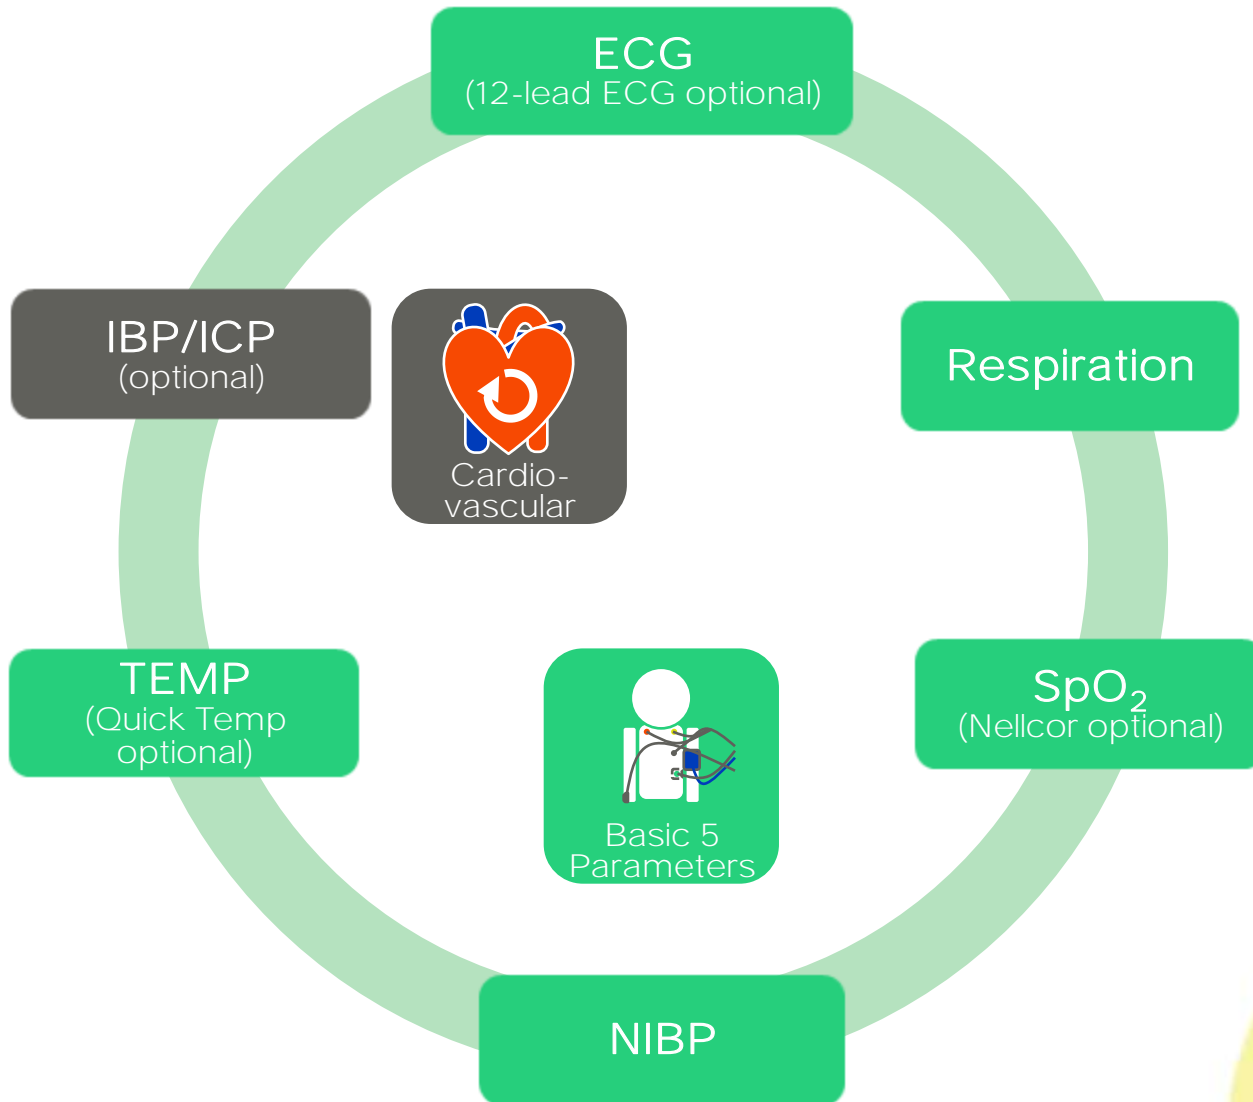 ECG
(12-lead ECG optional)
IBP/ICP
(optional)
Cardio-
vascular
Respiration
TEMP
(Quick Temp
optional)
SpO₂
(Nellcor optional)
Basic 5
Parameters
NIBP